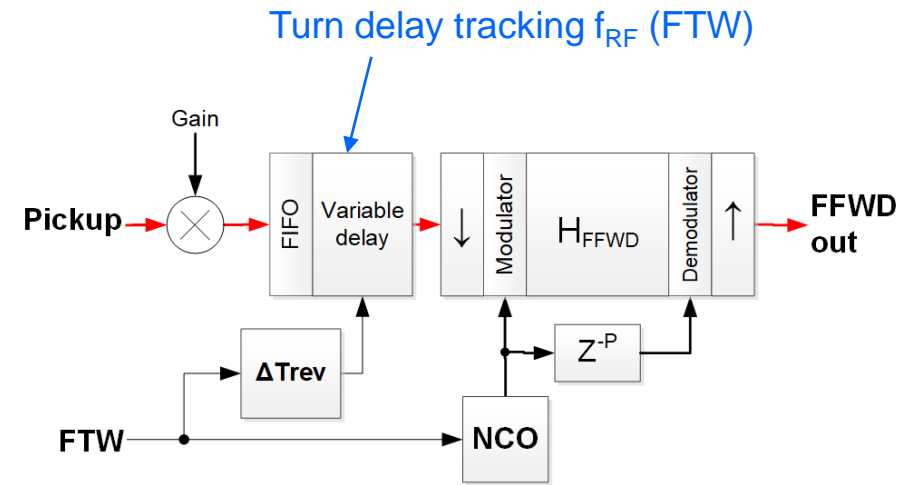 Turn delay tracking fRF (FTW)
Gain
Pickup
FIFO
Variable
delay
↓
Modulator
HFFWD
Demodulator
↑
FFWD
out
ΔTrev
Z-P
FTW
NCO